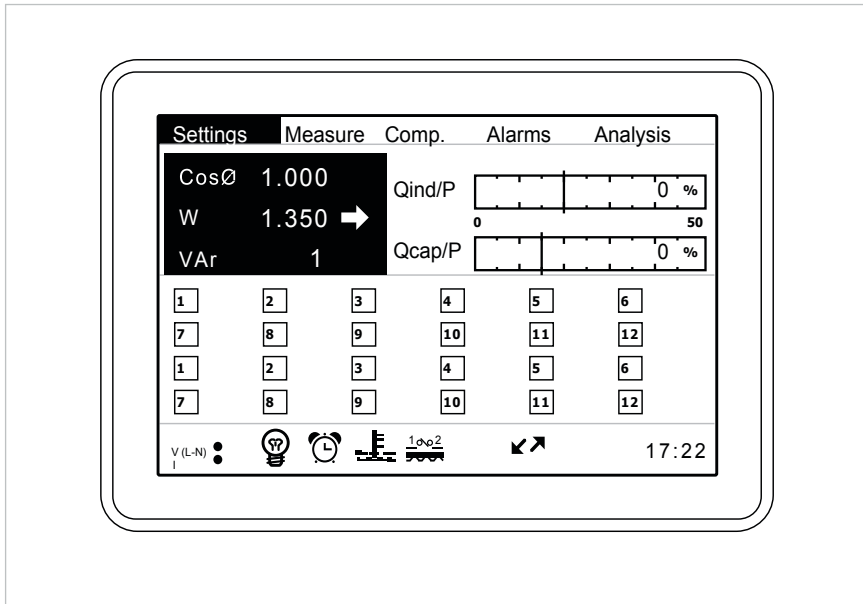 Settings Measure Comp. Alarms Analysis
CosØ 1.000
Qind/P 0 %
W 1.350
0 50
VAr 1
Qcap/P 0 %
1 2 3 4 5 6
7 8 9 10 11 12
1 2 3 4 5 6
7 8 9 10 11 12
1 2
V (L-N)
I
17:22